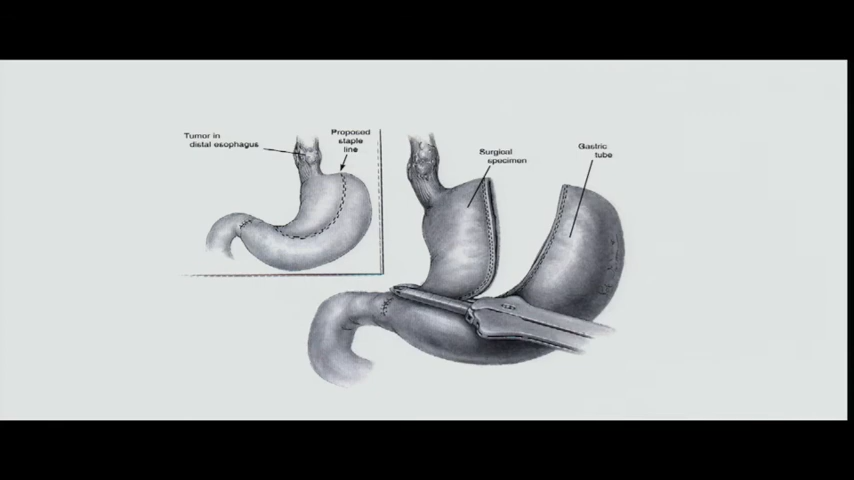 Tumor in
distal esophagus
Proposed
staple
line
Surgical
specimen
Gastric
tube